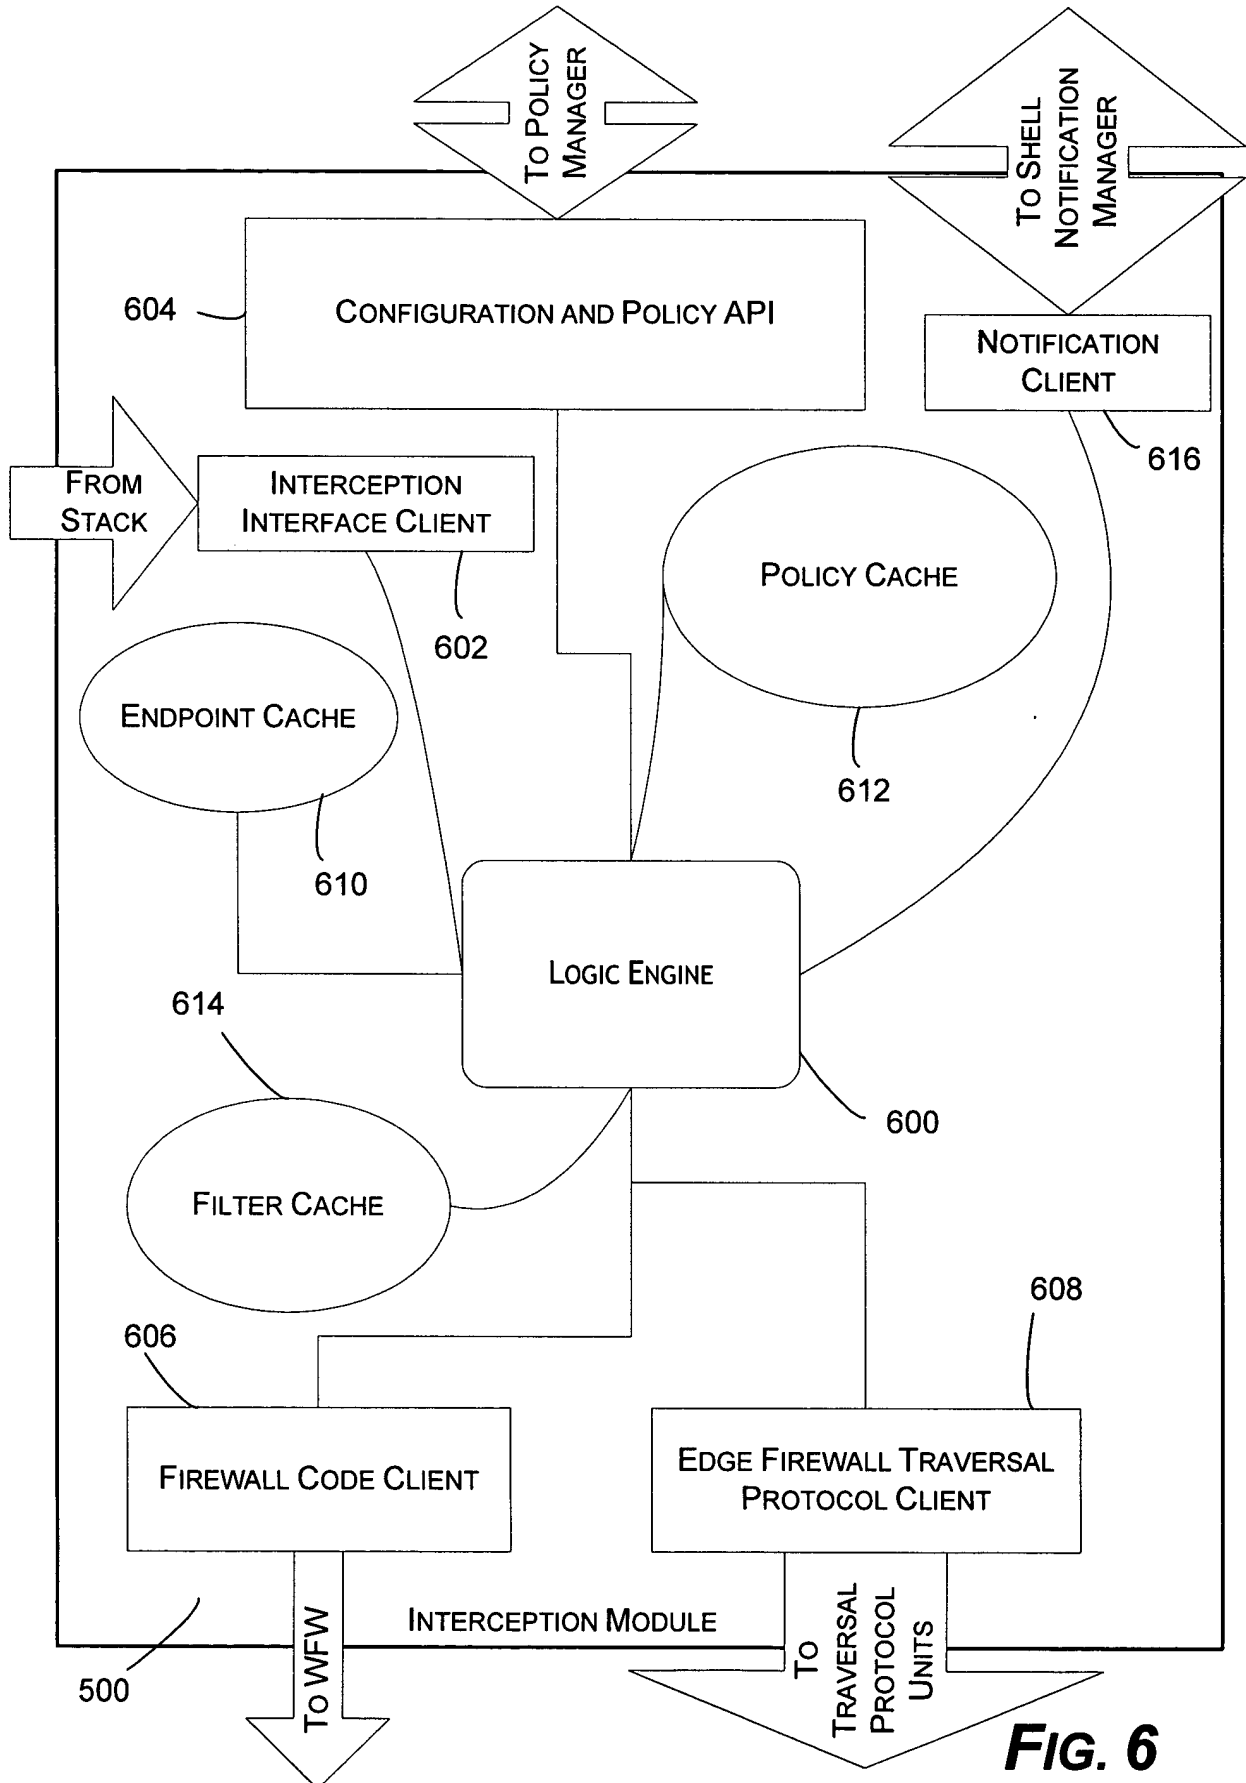 TO POLICY
MANAGER
TO SHELL
NOTIFICATION
MANAGER
604
CONFIGURATION AND POLICY API
NOTIFICATION
CLIENT
616
FROM
STACK
INTERCEPTION
INTERFACE CLIENT
602
POLICY CACHE
612
ENDPOINT CACHE
610
LOGIC ENGINE
600
614
FILTER CACHE
606
608
FIREWALL CODE CLIENT
EDGE FIREWALL TRAVERSAL
PROTOCOL CLIENT
500
INTERCEPTION MODULE
TO WFW
TO
TRAVERSAL
PROTOCOL
UNITS
FIG. 6